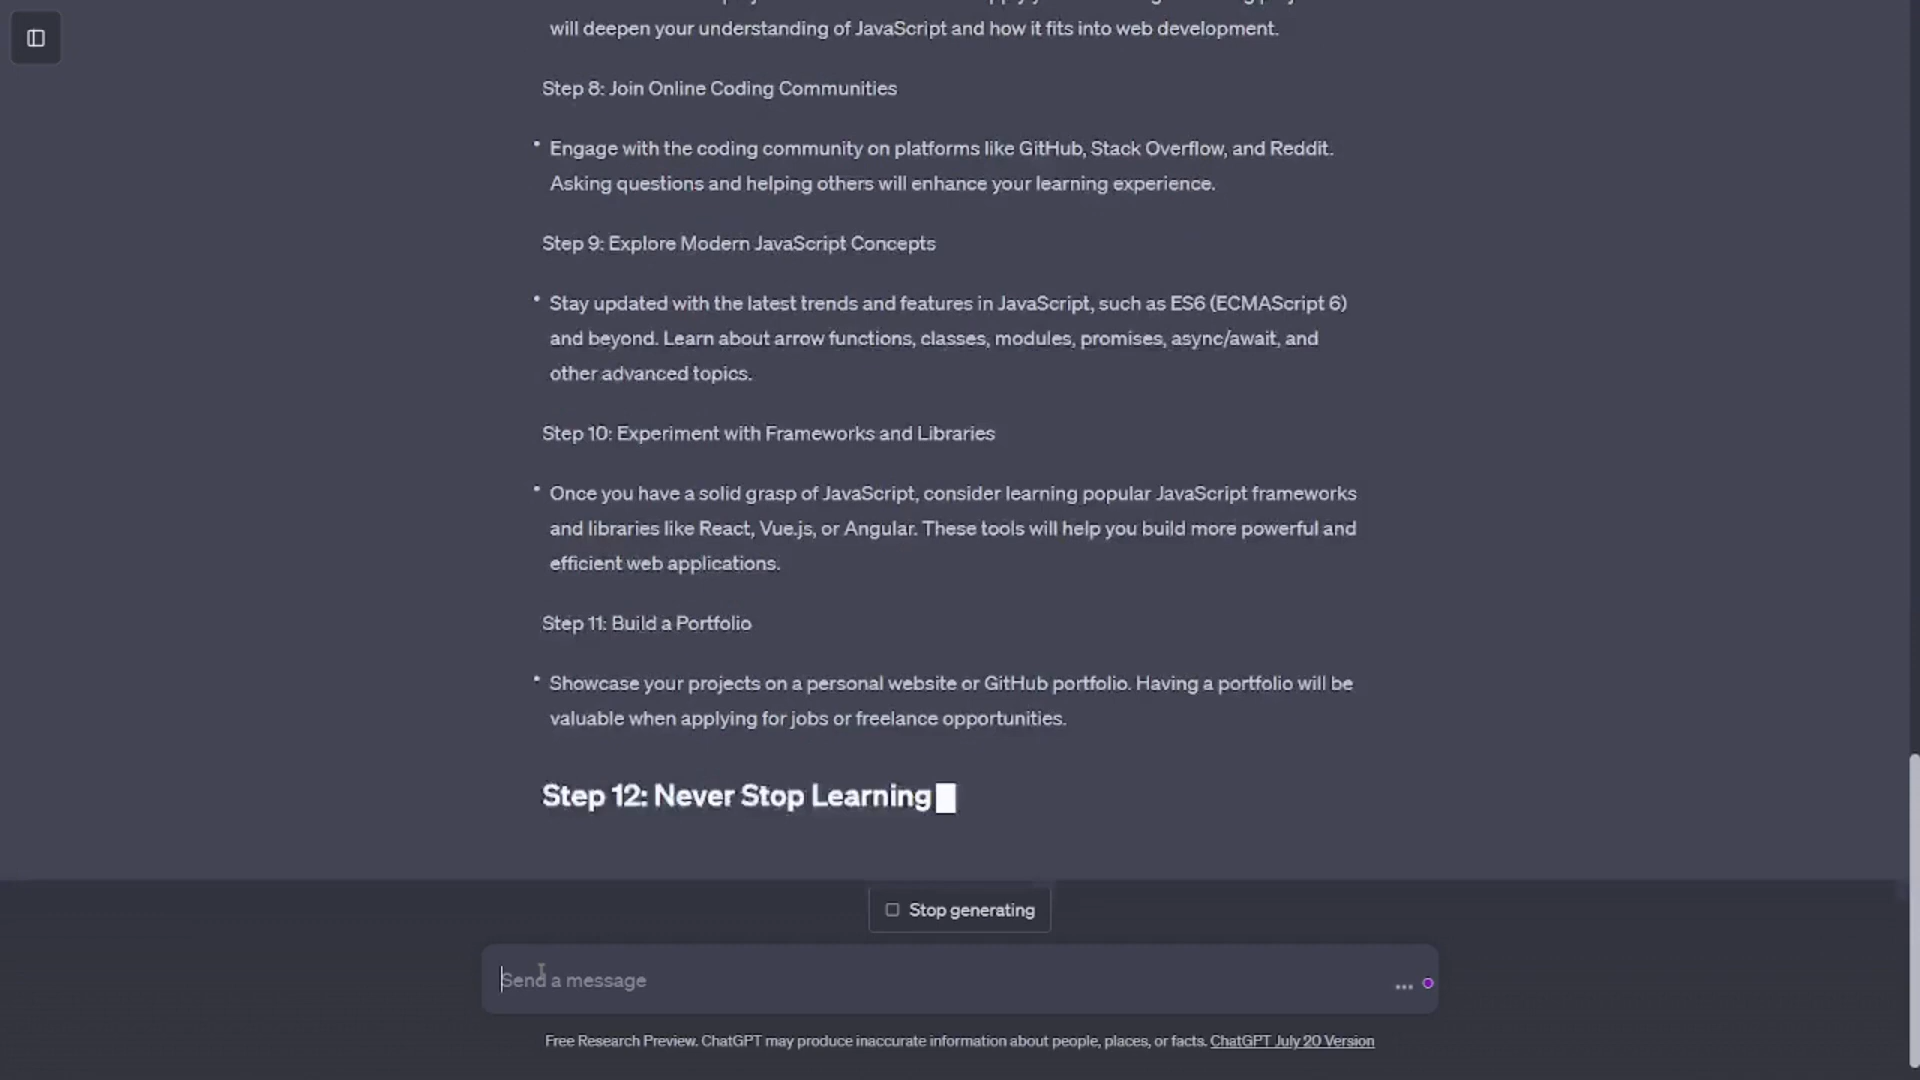 will deepen your understanding of JavaScript and how it fits into web development.
Step 8: Join Online Coding Communities
• Engage with the coding community on platforms like GitHub, Stack Overflow, and Reddit.
Asking questions and helping others will enhance your learning experience.
Step 9: Explore Modern JavaScript Concepts
• Stay updated with the latest trends and features in JavaScript, such as ES6 (ECMAScript 6)
and beyond. Learn about arrow functions, classes, modules, promises, async/await, and
other advanced topics.
Step 10: Experiment with Frameworks and Libraries
• Once you have a solid grasp of JavaScript, consider learning popular JavaScript frameworks
and libraries like React, Vue.js, or Angular. These tools will help you build more powerful and
efficient web applications.
Step 11: Build a Portfolio
• Showcase your projects on a personal website or GitHub portfolio. Having a portfolio will be
valuable when applying for jobs or freelance opportunities.
Step 12: Never Stop Learning
Stop generating
Send a message
Free Research Preview. ChatGPT may produce inaccurate information about people, places, or facts. ChatGPT July 20 Version